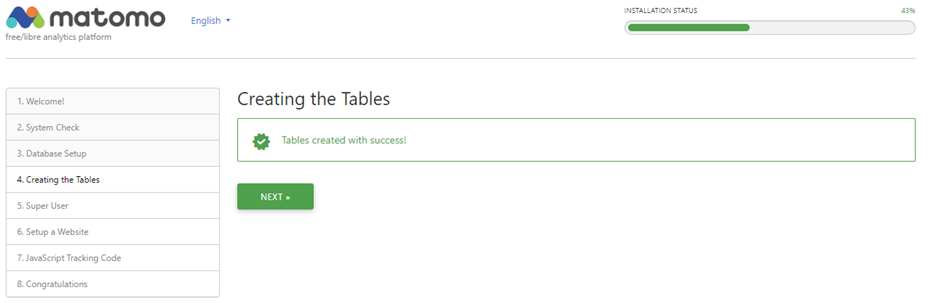 matomo
English
free/libre analytics platform
INSTALLATION STATUS
43%
1. Welcome!
2. System Check
3. Database Setup
4. Creating the Tables
5. Super User
6. Setup a Website
7. JavaScript Tracking Code
8. Congratulations
Creating the Tables
Tables created with success!
NEXT »